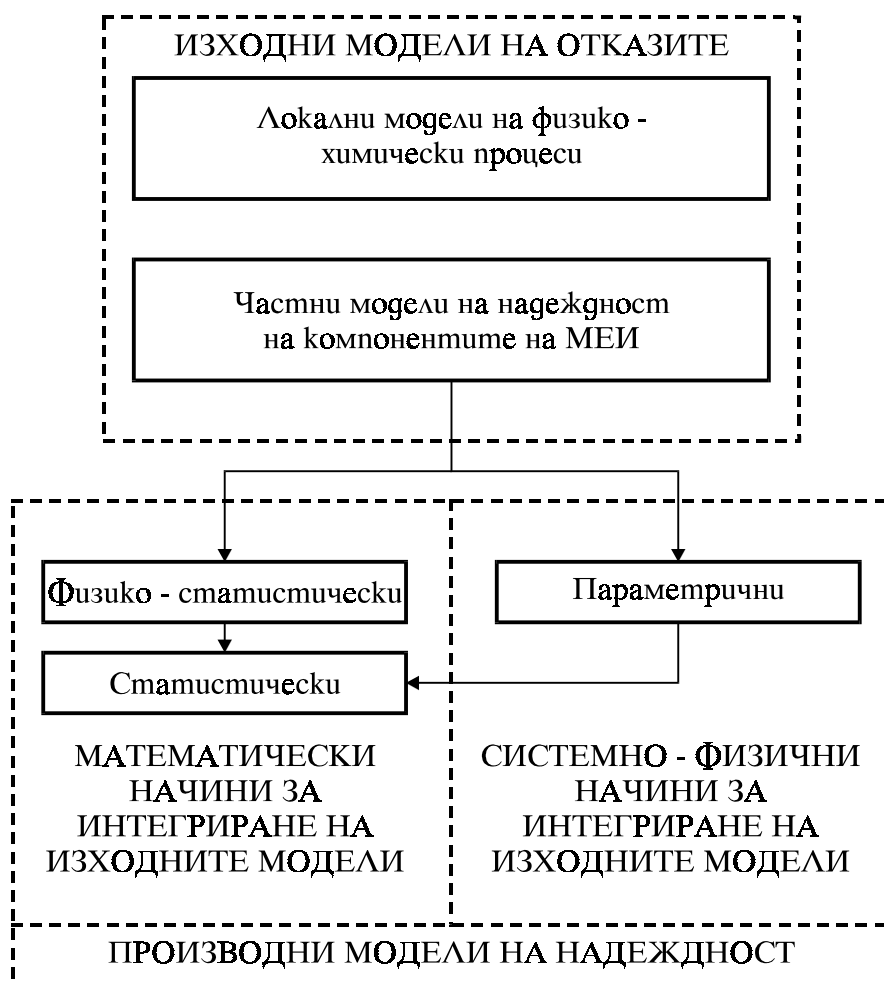 ИЗХОДНИ МОДЕЛИ НА ОТКАЗИТЕ
Локални модели на физико -
химически процеси
Частни модели на надеждност
на компонентите на МЕИ
Физико - статистически
Параметрични
Статистически
МАТЕМАТИЧЕСКИ
НАЧИНИ ЗА
ИНТЕГРИРАНЕ НА
ИЗХОДНИТЕ МОДЕЛИ
СИСТЕМНО - ФИЗИЧНИ
НАЧИНИ ЗА
ИНТЕГРИРАНЕ НА
ИЗХОДНИТЕ МОДЕЛИ
ПРОИЗВОДНИ МОДЕЛИ НА НАДЕЖДНОСТ